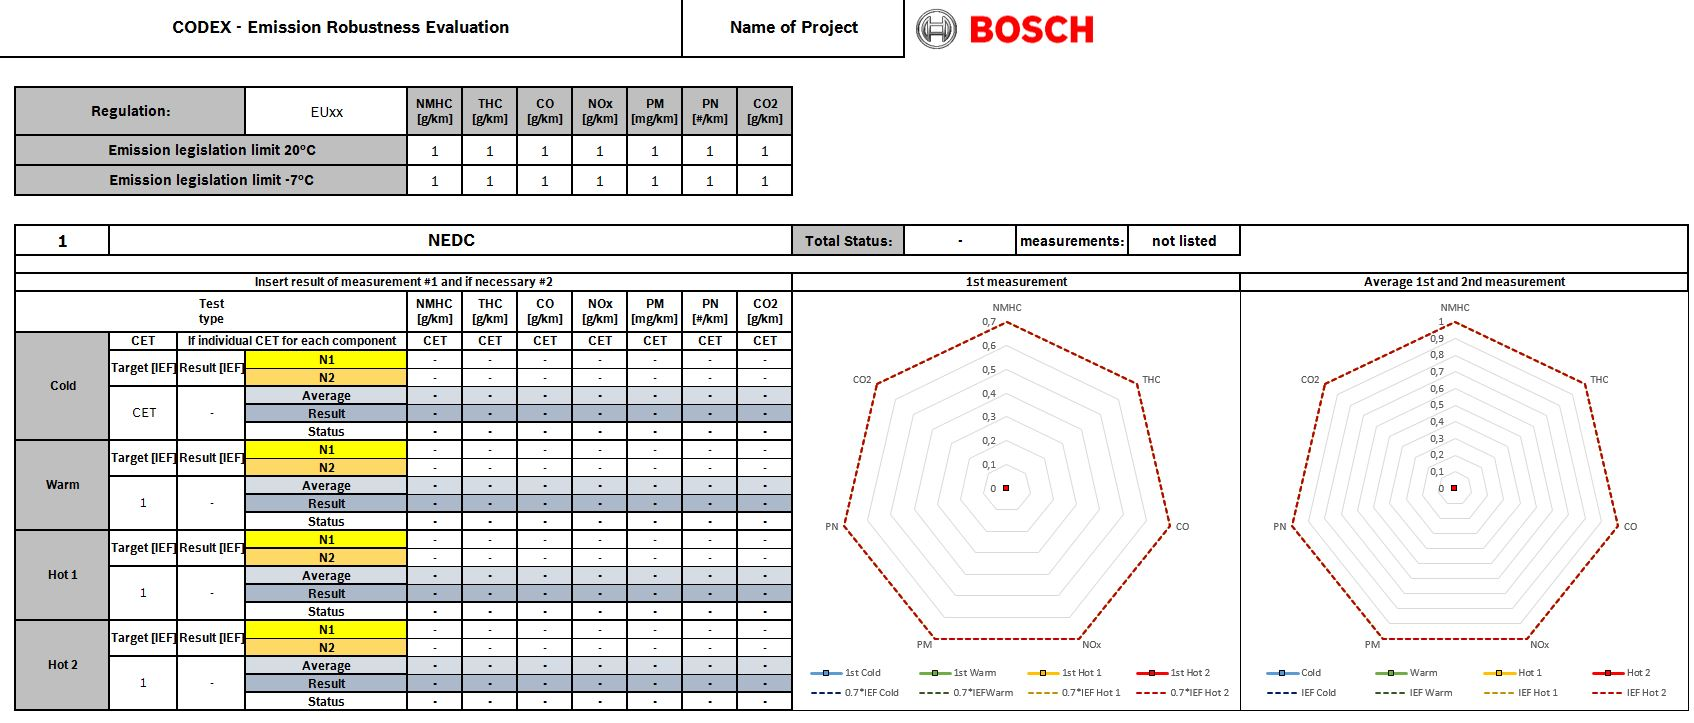 CODEX - Emission Robustness Evaluation Name of Project BOSCH
Regulation: EUxx NMHC [g/km] THC [g/km] CO [g/km] NOx [g/km] PM [mg/km] PN [#/km] CO2 [g/km]
Emission legislation limit 20°C 1 1 1 1 1 1 1
Emission legislation limit -7°C 1 1 1 1 1 1 1
1 NEDC Total Status: - measurements: not listed
Insert result of measurement #1 and if necessary #2
Test type NMHC [g/km] THC [g/km] CO [g/km] NOx [g/km] PM [mg/km] PN [#/km] CO2 [g/km]
Cold
CET If individual CET for each component CET CET CET CET CET CET CET
Target [IEF] Result [IEF] N1 - - - - - - -
N2 - - - - - - -
CET - Average - - - - - - -
Result - - - - - - -
Status - - - - - - -
Warm
Target [IEF] Result [IEF] N1 - - - - - - -
N2 - - - - - - -
1 - Average - - - - - - -
Result - - - - - - -
Status - - - - - - -
Hot 1
Target [IEF] Result [IEF] N1 - - - - - - -
N2 - - - - - - -
1 - Average - - - - - - -
Result - - - - - - -
Status - - - - - - -
Hot 2
Target [IEF] Result [IEF] N1 - - - - - - -
N2 - - - - - - -
1 - Average - - - - - - -
Result - - - - - - -
Status - - - - - - -
1st measurement
NMHC
0,7
0,6
0,5
0,4
0,3
0,2
0,1
0
THC
CO
NOx
PM
PN
CO2
1st Cold 1st Warm 1st Hot 1 1st Hot 2
0.7*IEF Cold 0.7*IEFWarm 0.7*IEF Hot 1 0.7*IEF Hot 2
Average 1st and 2nd measurement
NMHC
1
0,9
0,8
0,7
0,6
0,5
0,4
0,3
0,2
0,1
0
THC
CO
NOx
PM
PN
CO2
Cold Warm Hot 1 Hot 2
IEF Cold IEF Warm IEF Hot 1 IEF Hot 2